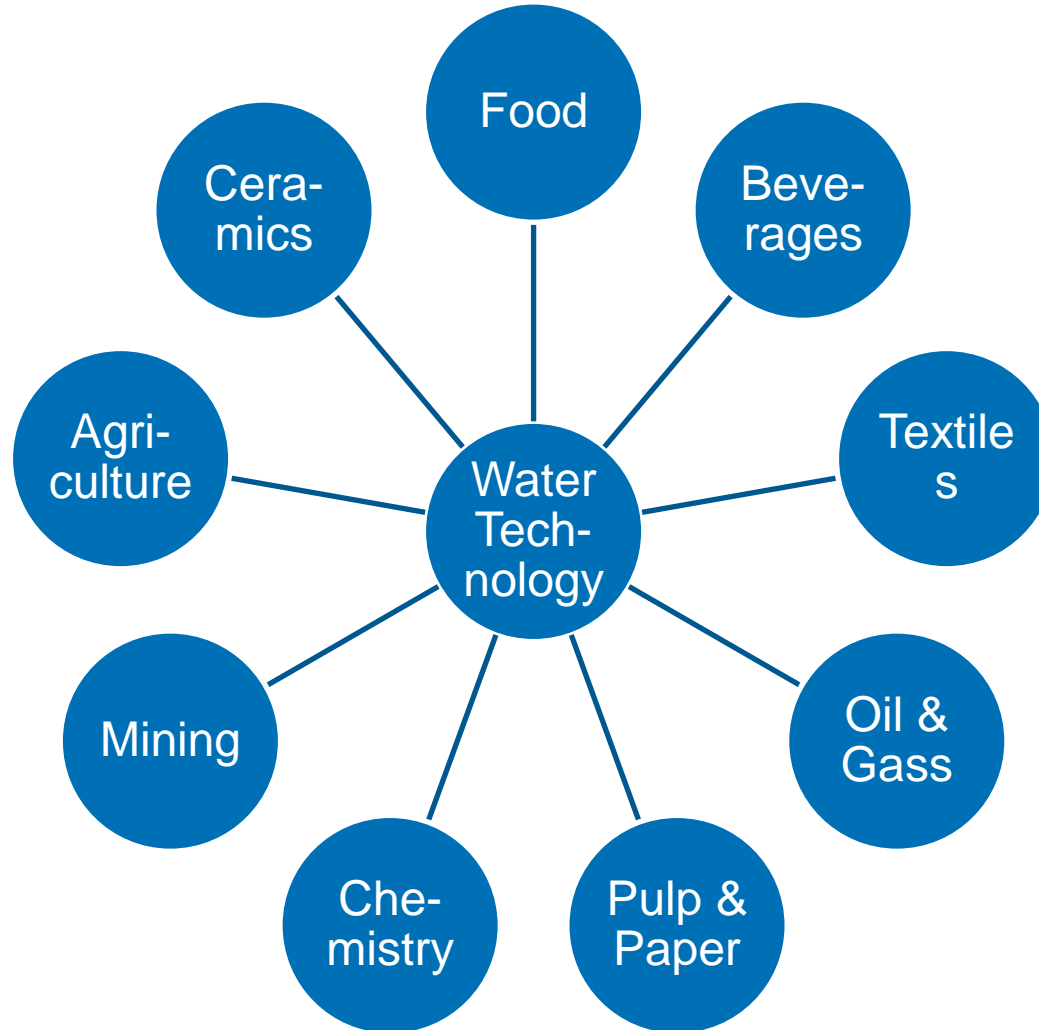 Food
Beve-
rages
Textile
s
Oil &
Gass
Pulp &
Paper
Che-
mistry
Mining
Agri-
culture
Cera-
mics
Water
Tech-
nology